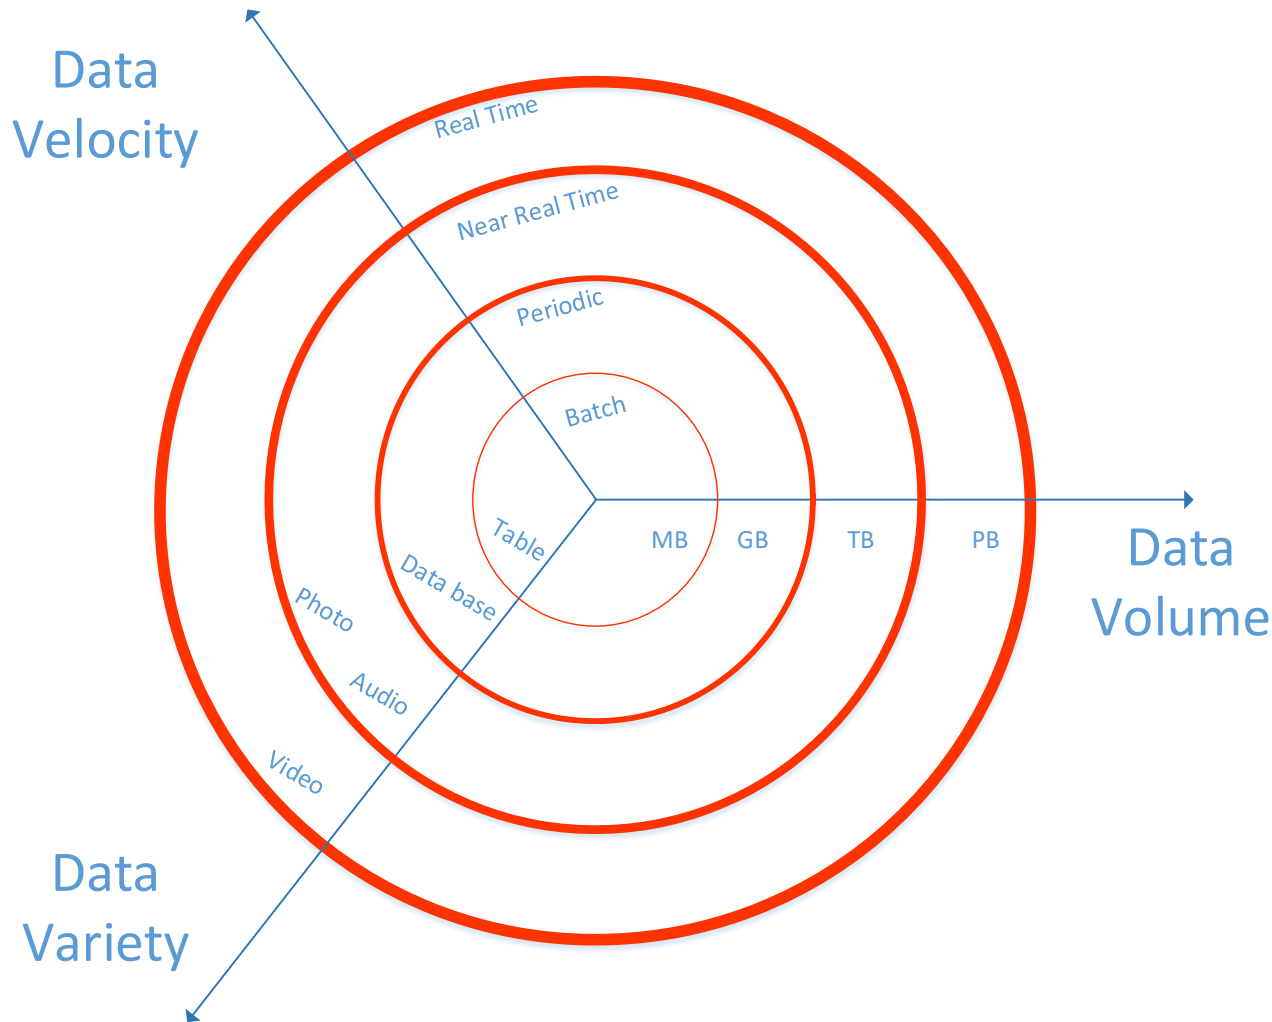 Data
Velocity
Real Time
Near Real Time
Periodic
Batch
MB
GB
TB
PB
Data
Volume
Table
Data base
Photo
Audio
Video
Data
Variety